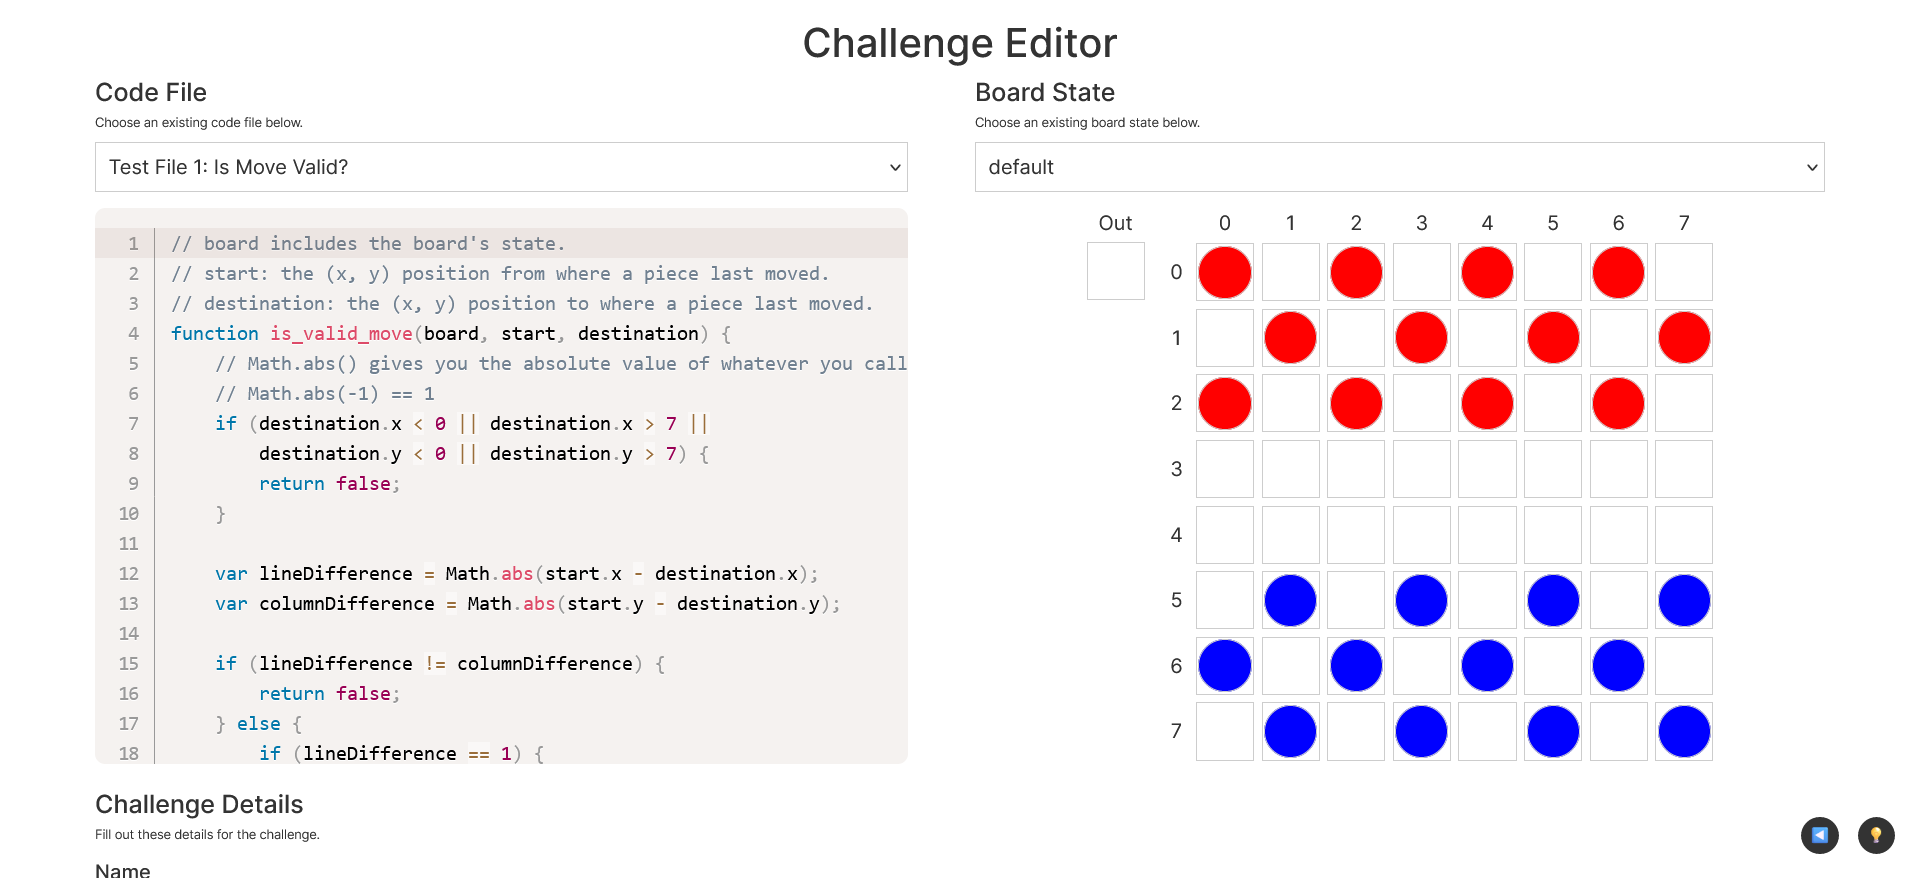 Challenge Editor
Code File
Choose an existing code file below.
Test File 1: Is Move Valid?
1 // board includes the board's state.
2 // start: the (x, y) position from where a piece last moved.
3 // destination: the (x, y) position to where a piece last moved.
4 function is_valid_move(board, start, destination) {
5     // Math.abs() gives you the absolute value of whatever you call
6     // Math.abs(-1) == 1
7     if (destination.x < 0 || destination.x > 7 ||
8         destination.y < 0 || destination.y > 7) {
9         return false;
10     }
11
12     var lineDifference = Math.abs(start.x - destination.x);
13     var columnDifference = Math.abs(start.y - destination.y);
14
15     if (lineDifference != columnDifference) {
16         return false;
17     } else {
18         if (lineDifference == 1) {
Board State
Choose an existing board state below.
default
Out 0 1 2 3 4 5 6 7
0
1
2
3
4
5
6
7
Challenge Details
Fill out these details for the challenge.
Name